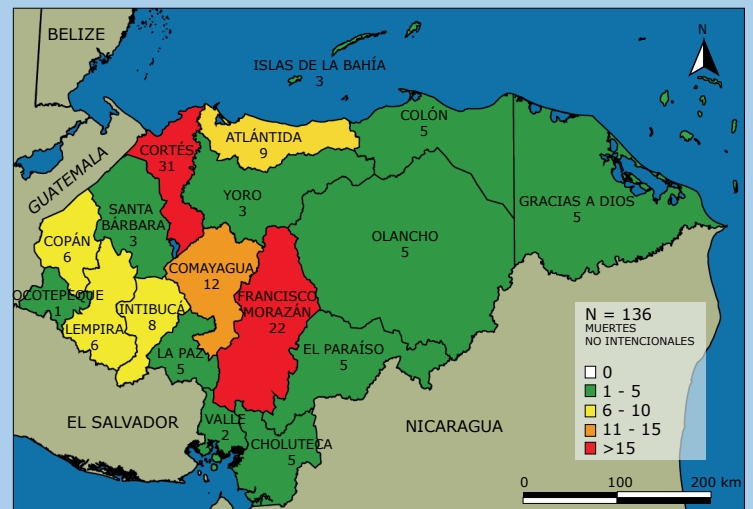 BELIZE
N
ISLAS DE LA BAHÍA
3
COLÓN
5
ATLÁNTIDA
9
CORTÉS
31
GUATEMALA
YORO
3
GRACIAS A DIOS
5
SANTA
BÁRBARA
3
OLANCHO
5
COPÁN
6
COMAYAGUA
12
OCOTEPEQUE
1
FRANCISCO
MORAZÁN
22
INTIBUCÁ
8
LEMPIRA
6
LA PAZ
5
EL PARAÍSO
5
N = 136
MUERTES
NO INTENCIONALES
0
1 - 5
6 - 10
11 - 15
>15
EL SALVADOR
VALLE
2
NICARAGUA
CHOLUTECA
5
0 100 200 km